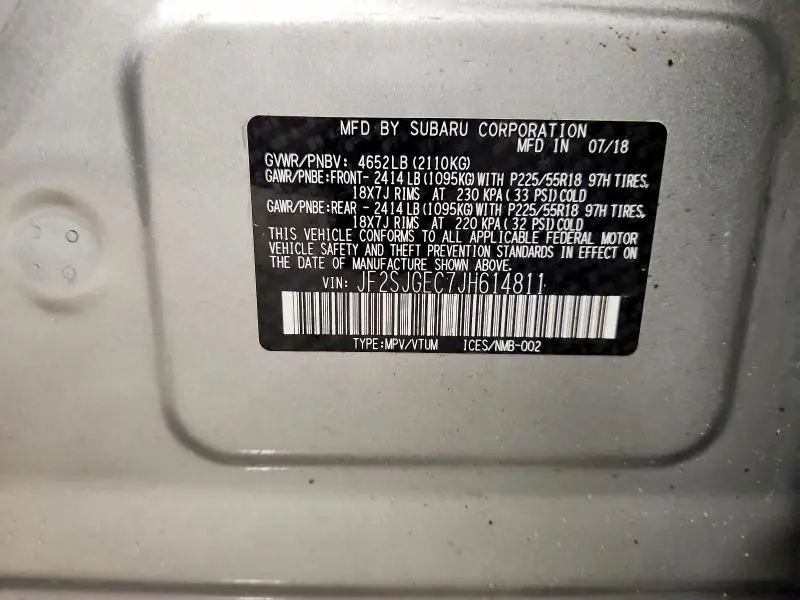 MFD BY SUBARU CORPORATION
MFD IN 07/18
GVWR/PNBV: 4652LB(2110KG)
GAWR/PNBE:FRONT- 2414LB(1095KG)WITH P225/55R18 97H TIRES,
18X7J RIMS AT 230 KPA(33 PSI)COLD
GAWR/PNBE:REAR - 2414LB(1095KG)WITH P225/55R18 97H TIRES,
18X7J RIMS AT 220 KPA(32 PSI)COLD
THIS VEHICLE CONFORMS TO ALL APPLICABLE FEDERAL MOTOR
VEHICLE SAFETY AND THEFT PREVENTION STANDARDS IN EFFECT ON
THE DATE OF MANUFACTURE SHOWN ABOVE.
VIN: JF2SJGEC7JH614811
TYPE:MPV/VTUM ICES/NMB-002